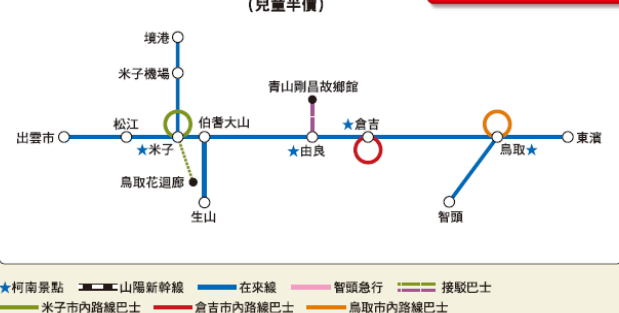 (兒童半價)
境港
米子機場
青山剛昌故鄉館
松江
伯耆大山
★倉吉
出雲市
★米子
★由良
鳥取★
東濱
鳥取花迴廊
生山
智頭
★柯南景點 山陽新幹線 在來線 智頭急行 接駁巴士
米子市內路線巴士 倉吉市內路線巴士 鳥取市內路線巴士